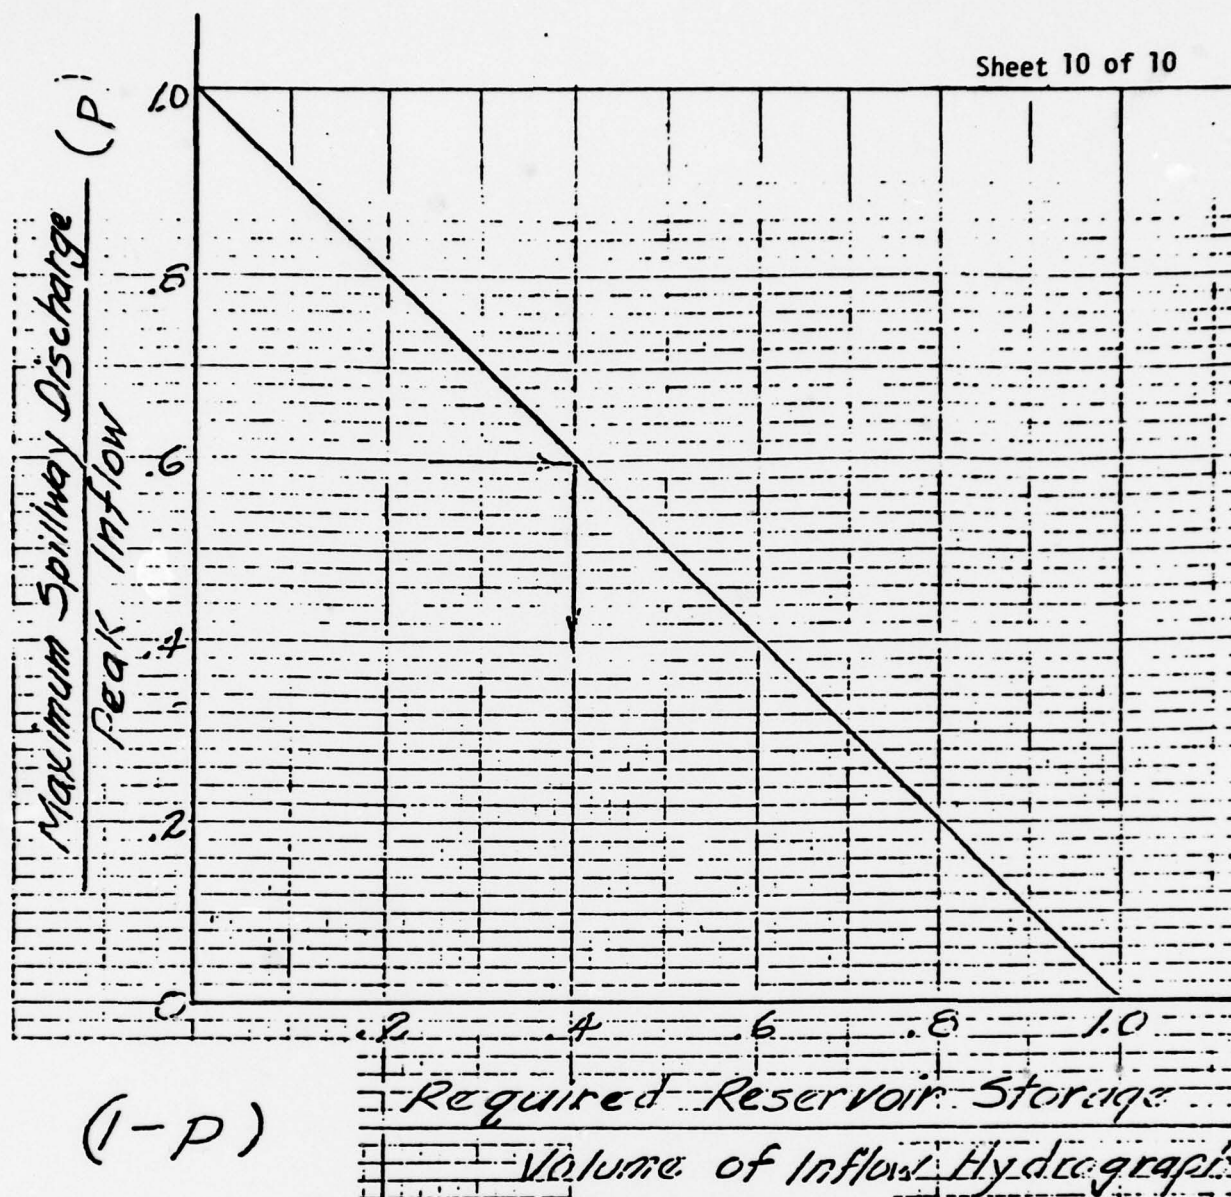 Sheet 10 of 10
Maximum Spillway Discharge (p)
Peak Inflow
1.0
.8
.6
.4
.2
0
.2 .4 .6 .8 1.0
(1-p) Required Reservoir Storage
Volume of Inflow